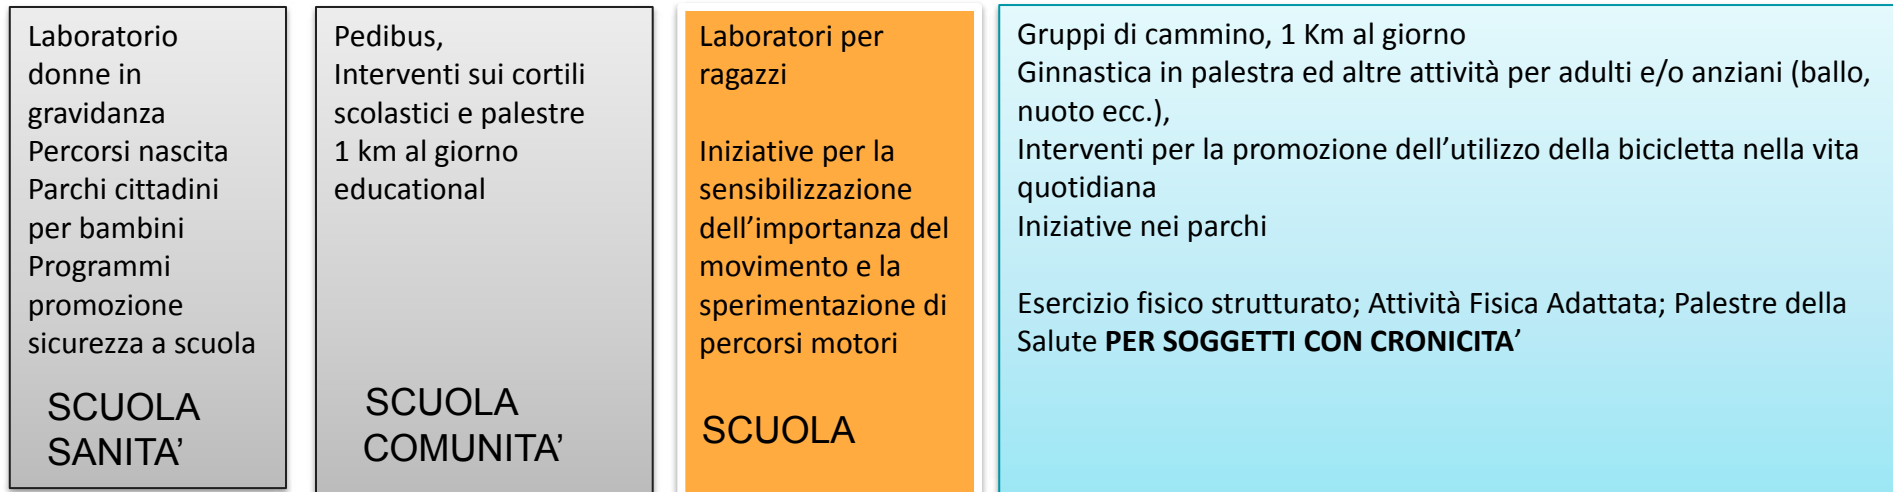 Laboratorio
donne in
gravidanza
Percorsi nascita
Parchi cittadini
per bambini
Programmi
promozione
sicurezza a scuola
SCUOLA
SANITA’
Pedibus,
Interventi sui cortili
scolastici e palestre
1 km al giorno
educational
SCUOLA
COMUNITA’
Laboratori per
ragazzi
Iniziative per la
sensibilizzazione
dell’importanza del
movimento e la
sperimentazione di
percorsi motori
SCUOLA
Gruppi di cammino, 1 Km al giorno
Ginnastica in palestra ed altre attività per adulti e/o anziani (ballo,
nuoto ecc.),
Interventi per la promozione dell’utilizzo della bicicletta nella vita
quotidiana
Iniziative nei parchi
Esercizio fisico strutturato; Attività Fisica Adattata; Palestre della
Salute PER SOGGETTI CON CRONICITA’